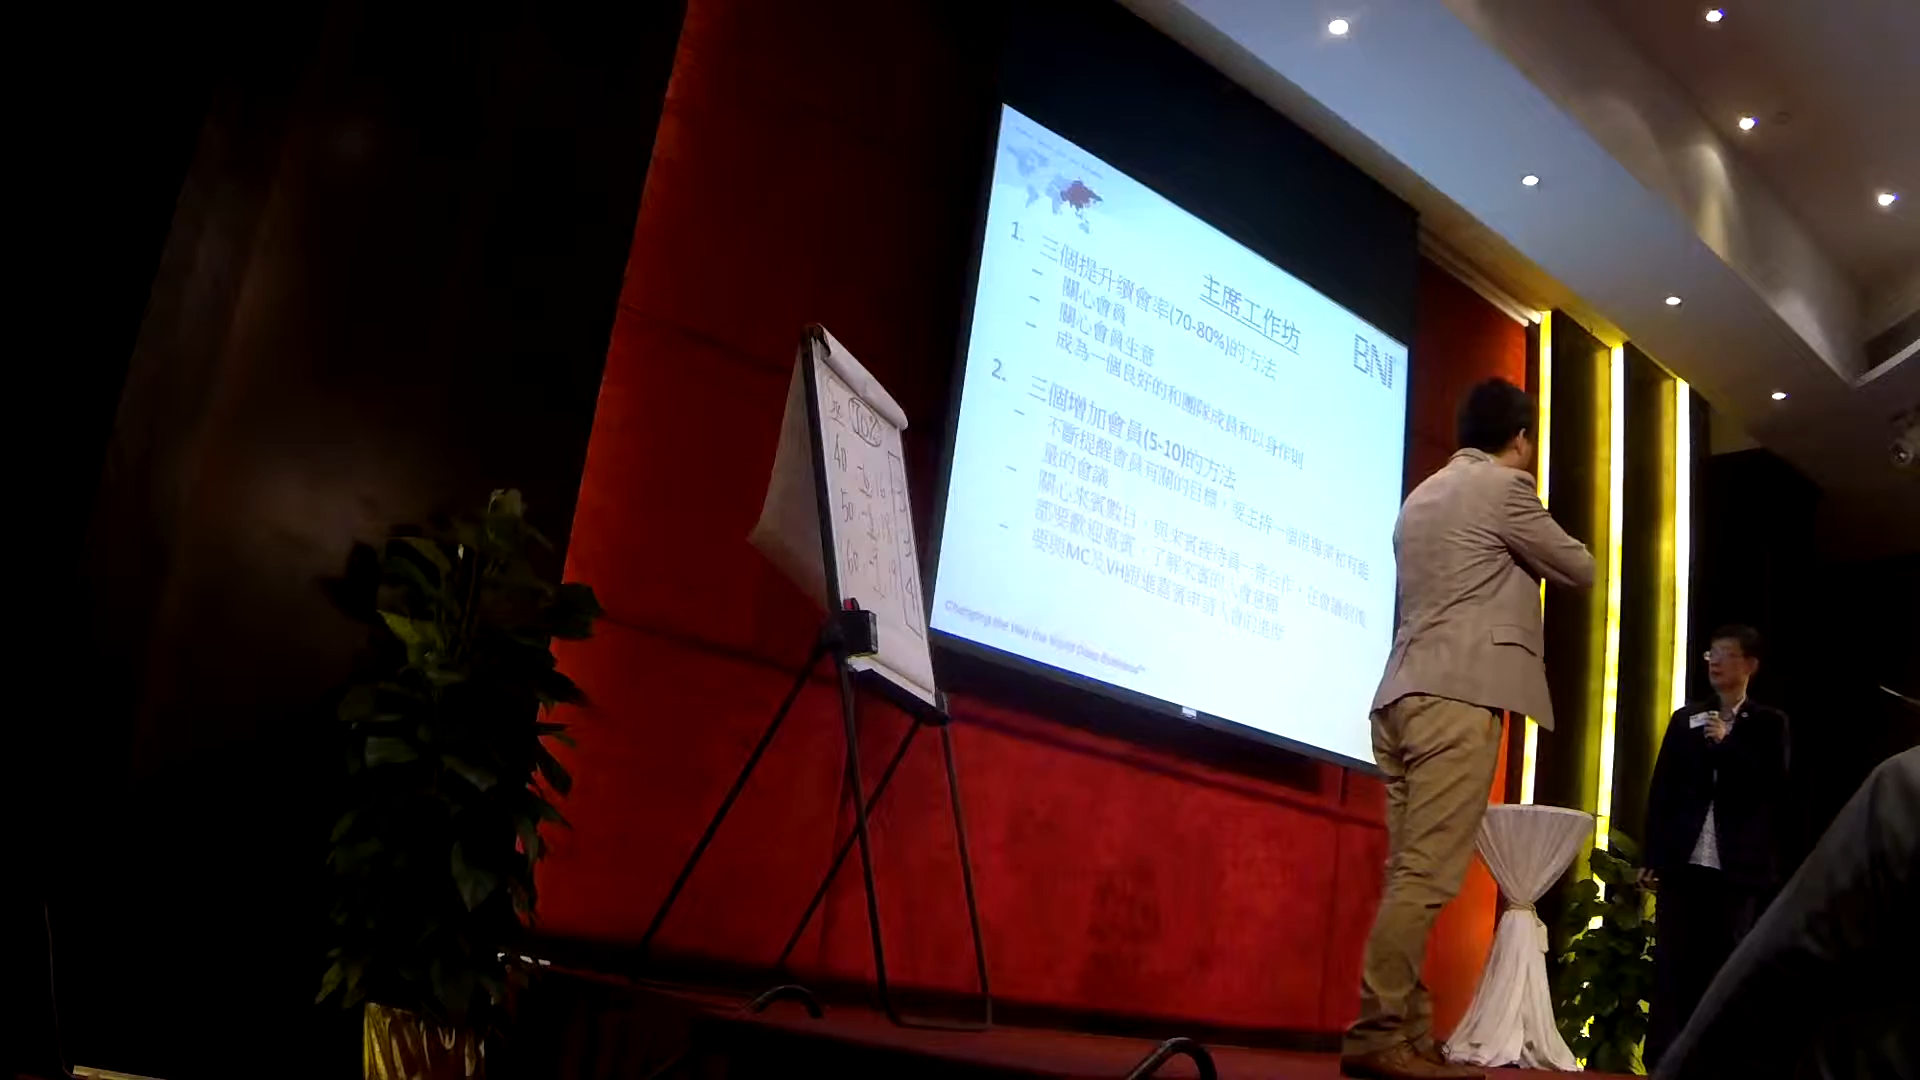 主席工作坊
BNI
1. 三個提升續會率(70-80%)的方法
– 關心會員
– 關心會員生意
– 成為一個良好的和團隊成員和以身作則
2. 三個增加會員(5-10)的方法
– 不斷提醒會員有關的目標，要主持一個很專業和有能
量的會議
– 關心來賓數目，與來賓接待員一齊合作，在會議前後
都要歡迎嘉賓，了解來賓的入會意願
– 要與MC及VH跟進嘉賓申請入會的進度
Changing the Way the World Does Business™
40
50
60